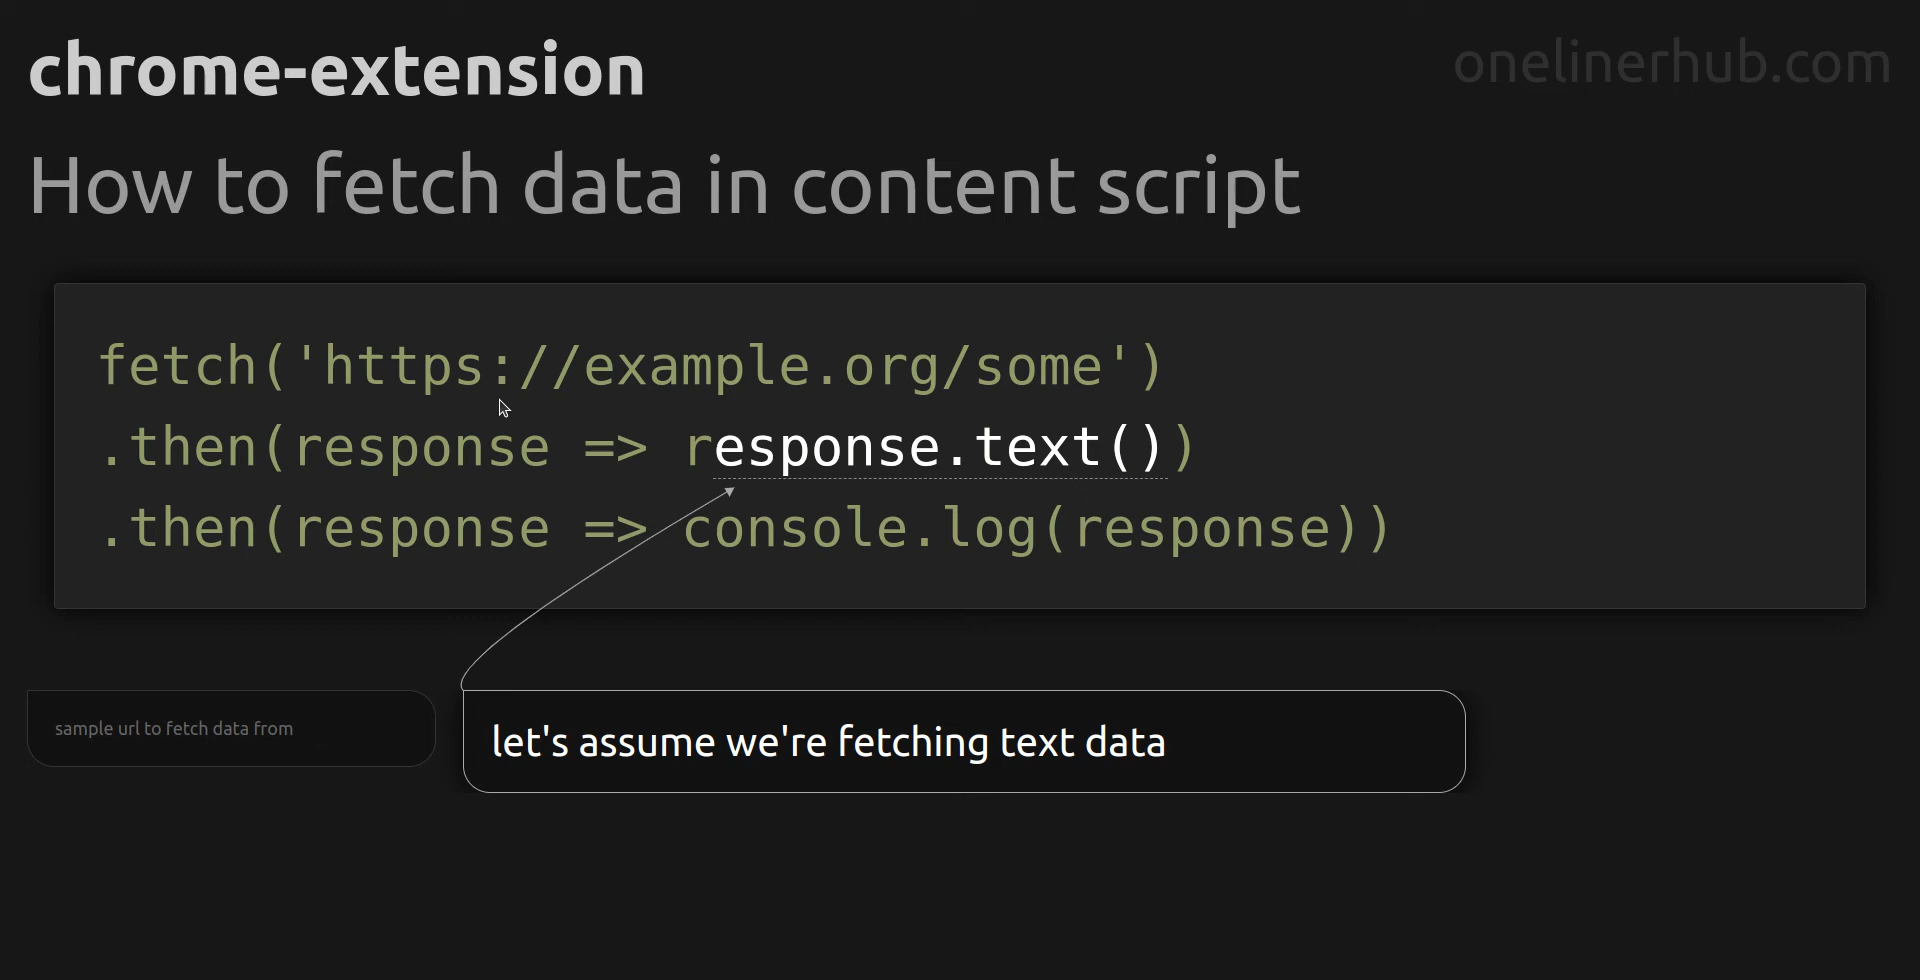 chrome-extension
onelinerhub.com
How to fetch data in content script
fetch('https://example.org/some')
.then(response => response.text())
.then(response => console.log(response))
sample url to fetch data from
let's assume we're fetching text data